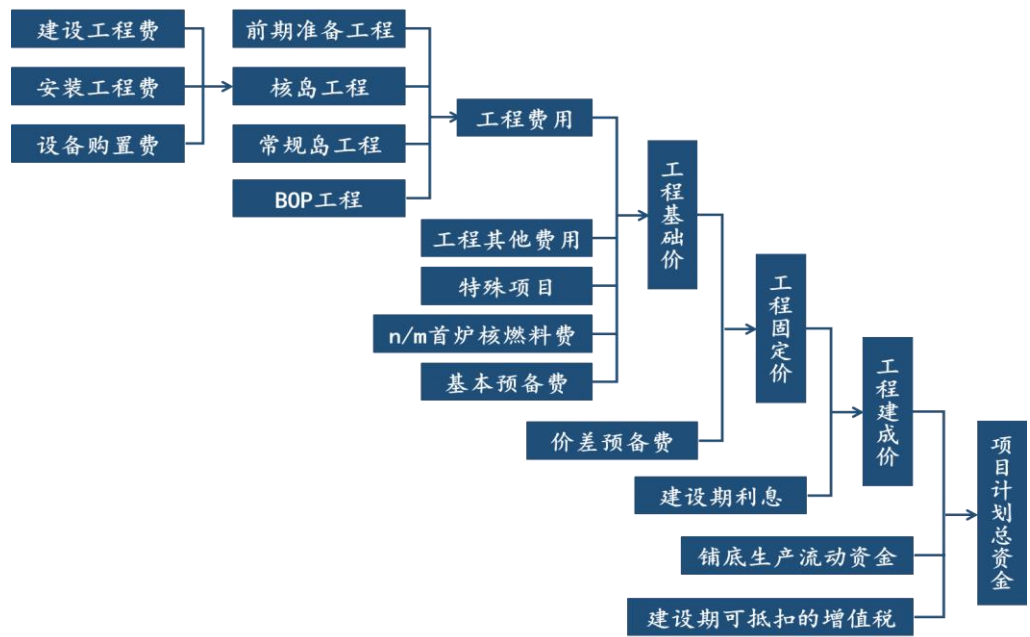 建设工程费
前期准备工程
安装工程费
核岛工程
工程费用
设备购置费
常规岛工程
BOP工程
工程基础价
工程其他费用
特殊项目
n/m首炉核燃料费
基本预备费
工程固定价
价差预备费
工程建成价
建设期利息
项目计划总资金
铺底生产流动资金
建设期可抵扣的增值税